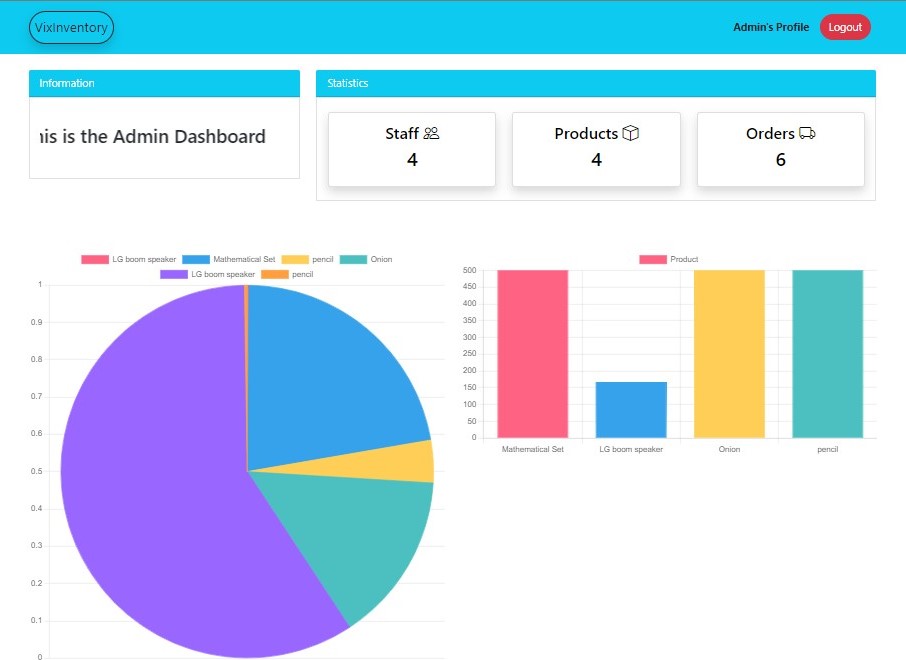 VixInventory
Admin's Profile
Logout
Information
his is the Admin Dashboard
Statistics
Staff
4
Products
4
Orders
6
LG boom speaker Mathematical Set pencil Onion
LG boom speaker pencil
1
0.9
0.8
0.7
0.6
0.5
0.4
0.3
0.2
0.1
0
Product
500
450
400
350
300
250
200
150
100
50
0
Mathematical Set LG boom speaker Onion pencil